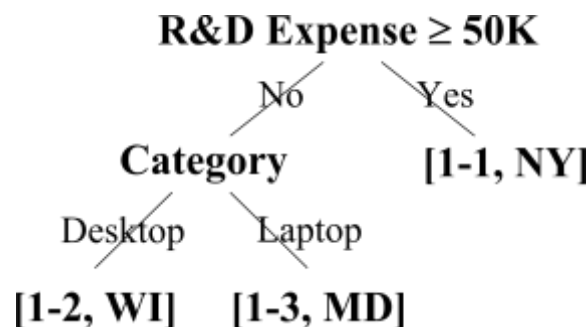 R&D Expense ≥ 50K
No Yes
Category [1-1, NY]
Desktop Laptop
[1-2, WI] [1-3, MD]